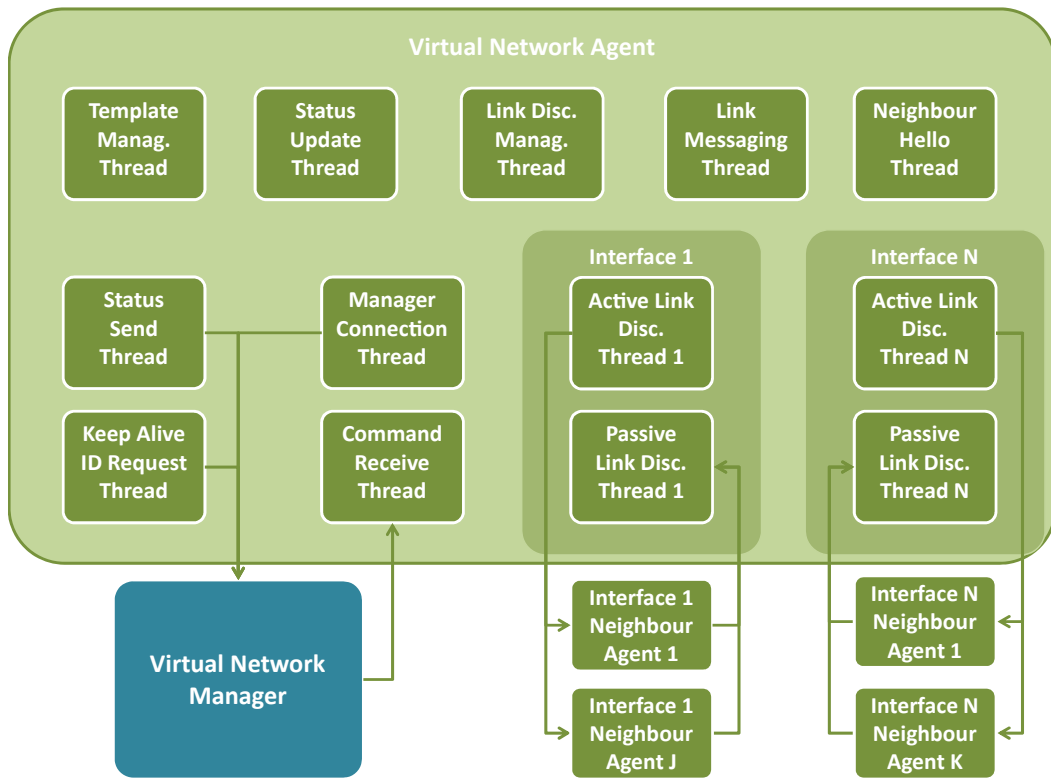 Virtual Network Agent
Template
Manag.
Thread
Status
Update
Thread
Link Disc.
Manag.
Thread
Link
Messaging
Thread
Neighbour
Hello
Thread
Status
Send
Thread
Manager
Connection
Thread
Keep Alive
ID Request
Thread
Command
Receive
Thread
Interface 1
Active Link
Disc.
Thread 1
Passive
Link Disc.
Thread 1
Interface N
Active Link
Disc.
Thread N
Passive
Link Disc.
Thread N
Virtual Network
Manager
Interface 1
Neighbour
Agent 1
Interface 1
Neighbour
Agent J
Interface N
Neighbour
Agent 1
Interface N
Neighbour
Agent K